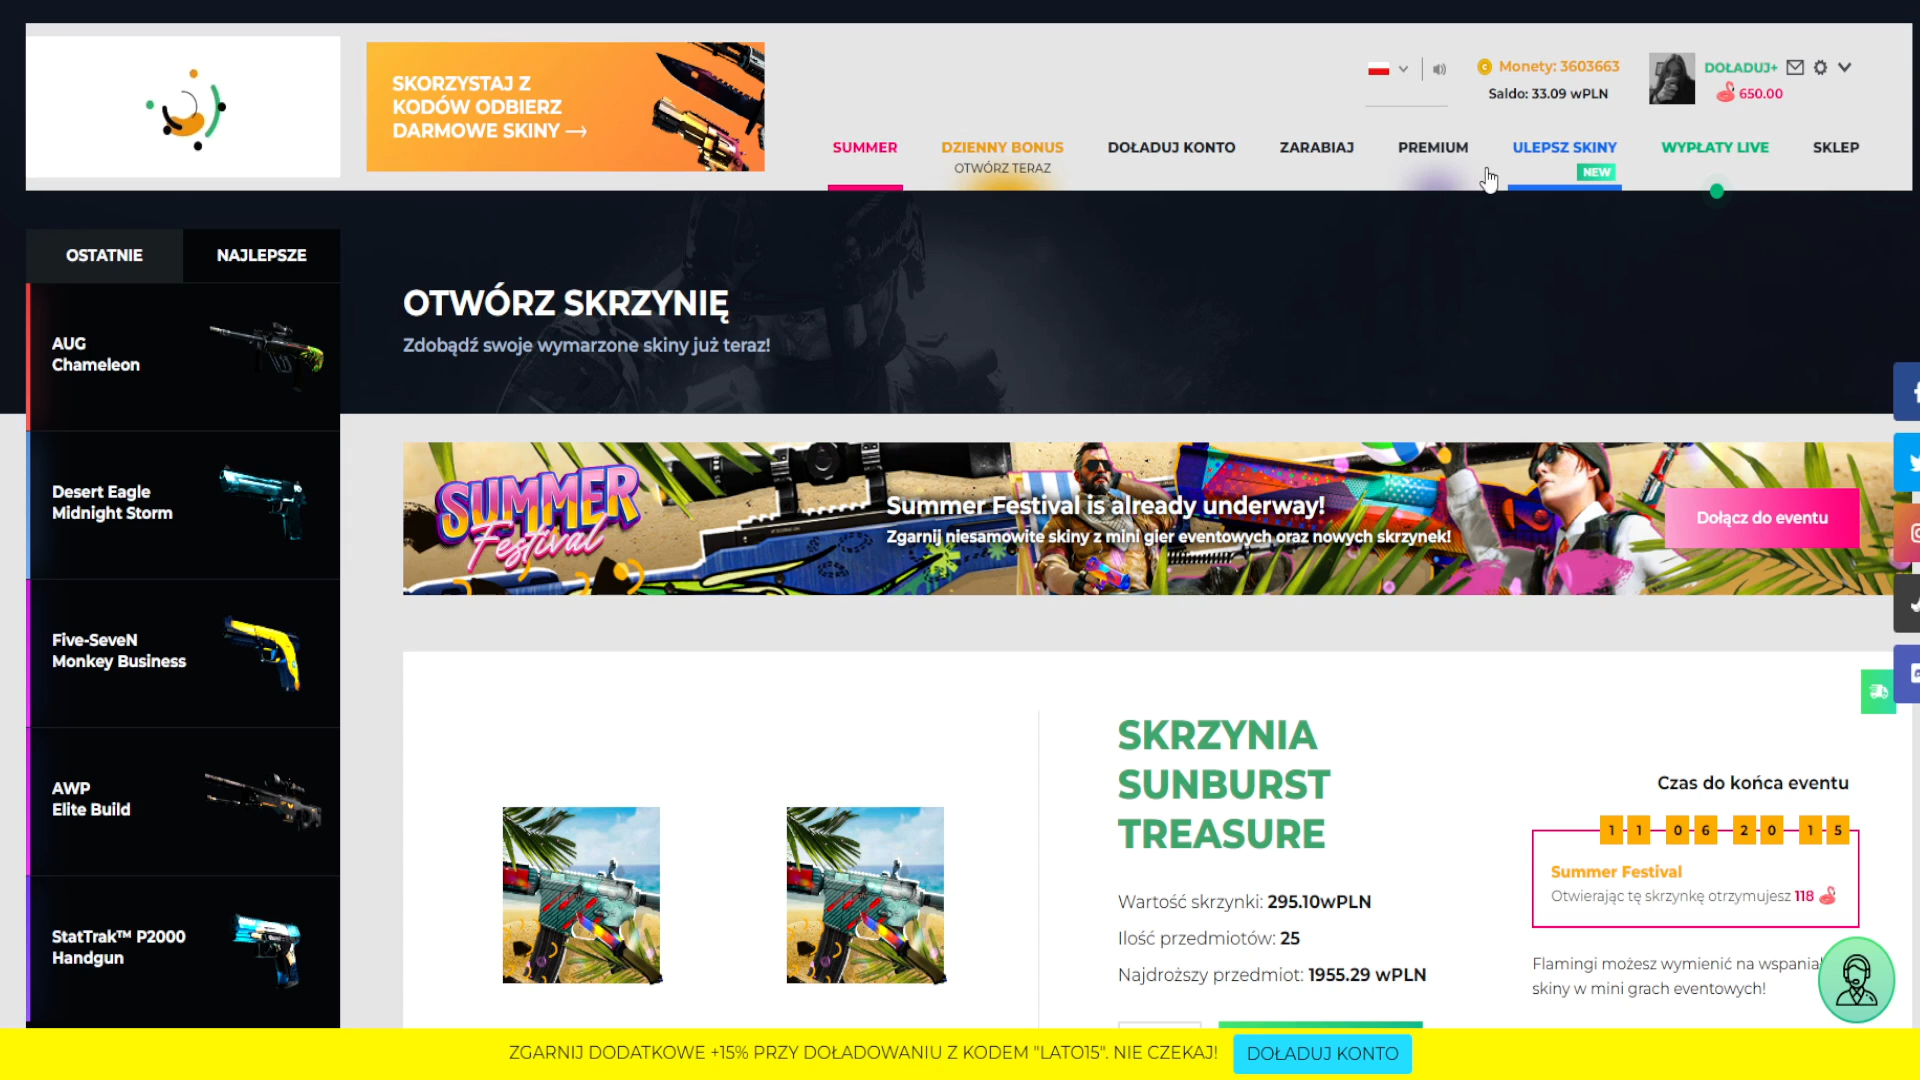 SKORZYSTAJ Z
KODÓW ODBIERZ
DARMOWE SKINY →
Monety: 3603663
Saldo: 33.09 wPLN
DOŁADUJ+
650.00
SUMMER
DZIENNY BONUS
OTWÓRZ TERAZ
DOŁADUJ KONTO
ZARABIAJ
PREMIUM
ULEPSZ SKINY
NEW
WYPŁATY LIVE
SKLEP
OSTATNIE
NAJLEPSZE
AUG
Chameleon
Desert Eagle
Midnight Storm
Five-SeveN
Monkey Business
AWP
Elite Build
StatTrak™ P2000
Handgun
OTWÓRZ SKRZYNIĘ
Zdobądź swoje wymarzone skiny już teraz!
SUMMER
Festival
Summer Festival is already underway!
Zgarnij niesamowite skiny z mini gier eventowych oraz nowych skrzynek!
Dołącz do eventu
SKRZYNIA
SUNBURST
TREASURE
Wartość skrzynki: 295.10wPLN
Ilość przedmiotów: 25
Najdroższy przedmiot: 1955.29 wPLN
Czas do końca eventu
1 1 0 6 2 0 1 5
Summer Festival
Otwierając tę skrzynkę otrzymujesz 118
Flamingi możesz wymienić na wspania
skiny w mini grach eventowych!
ZGARNIJ DODATKOWE +15% PRZY DOŁADOWANIU Z KODEM "LATO15". NIE CZEKAJ!
DOŁADUJ KONTO